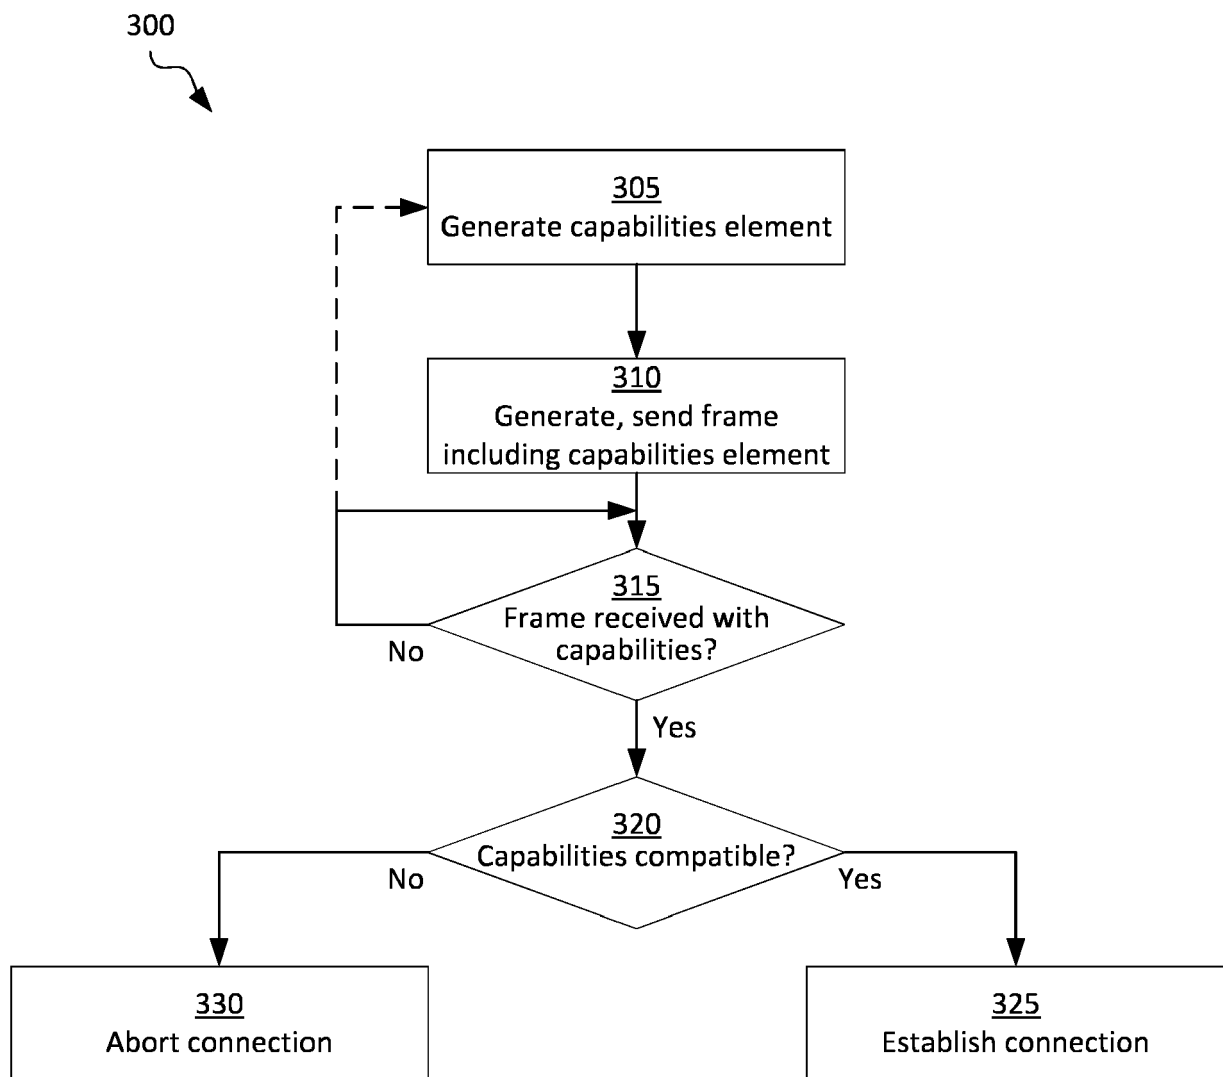 300
305
Generate capabilities element
310
Generate, send frame
including capabilities element
315
Frame received with
capabilities?
No
Yes
320
Capabilities compatible?
No
Yes
330
Abort connection
325
Establish connection